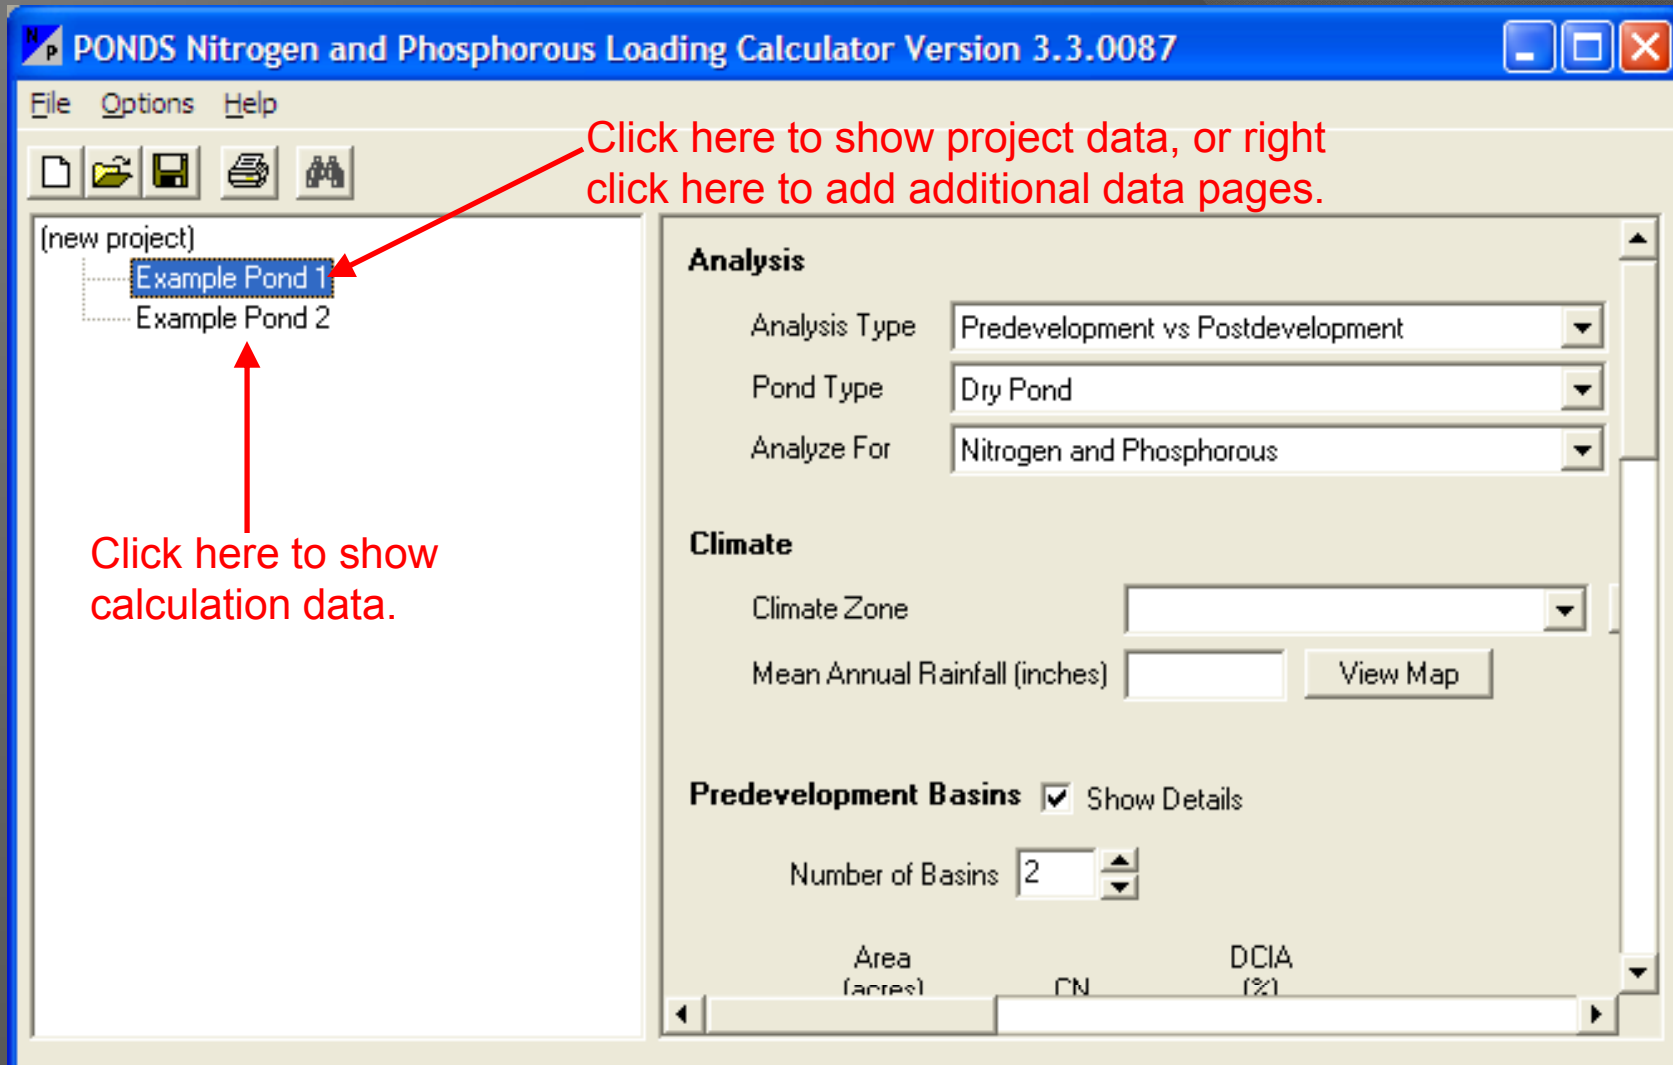 N P PONDS Nitrogen and Phosphorous Loading Calculator Version 3.3.0087
File Options Help
Click here to show project data, or right
click here to add additional data pages.
(new project)
Example Pond 1
Example Pond 2
Click here to show
calculation data.
Analysis
Analysis Type Predevelopment vs Postdevelopment
Pond Type Dry Pond
Analyze For Nitrogen and Phosphorous
Climate
Climate Zone
Mean Annual Rainfall (inches) View Map
Predevelopment Basins Show Details
Number of Basins 2
Area DCIA
(acres) CN (%)